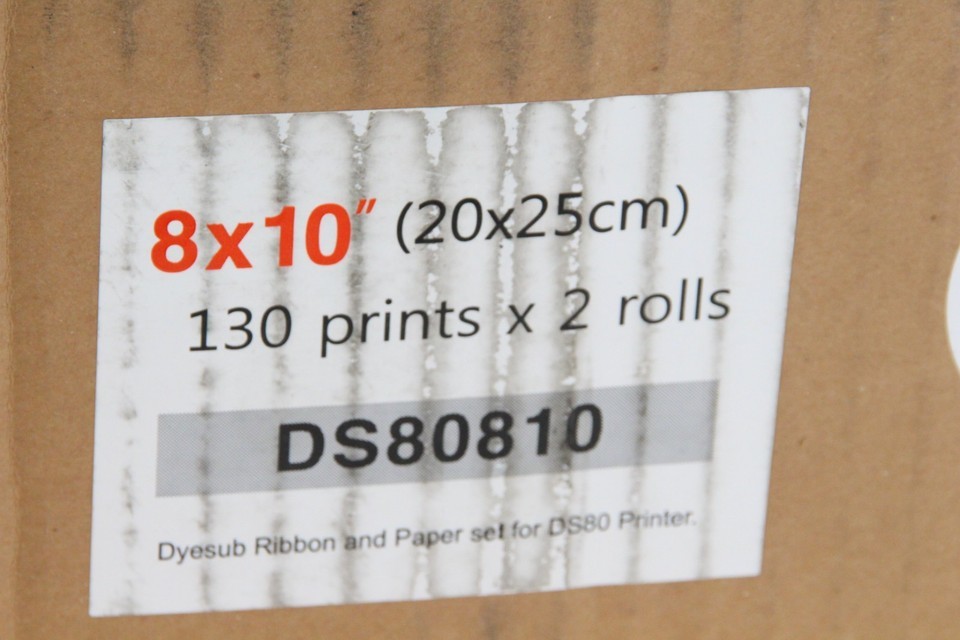 8x10" (20x25cm)
130 prints x 2 rolls
DS80810
Dyesub Ribbon and Paper set for DS80 Printer.